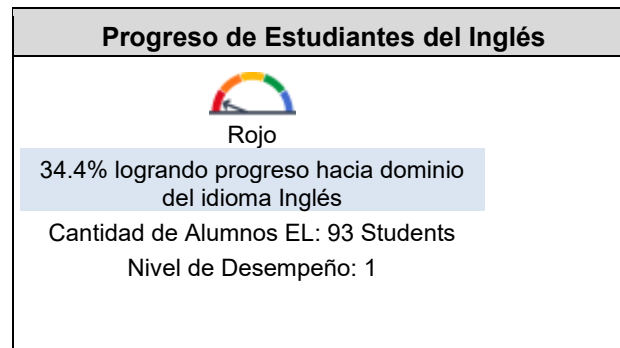 Progreso de Estudiantes del Inglés
Rojo
34.4% logrando progreso hacia dominio
del idioma Inglés
Cantidad de Alumnos EL: 93 Students
Nivel de Desempeño: 1